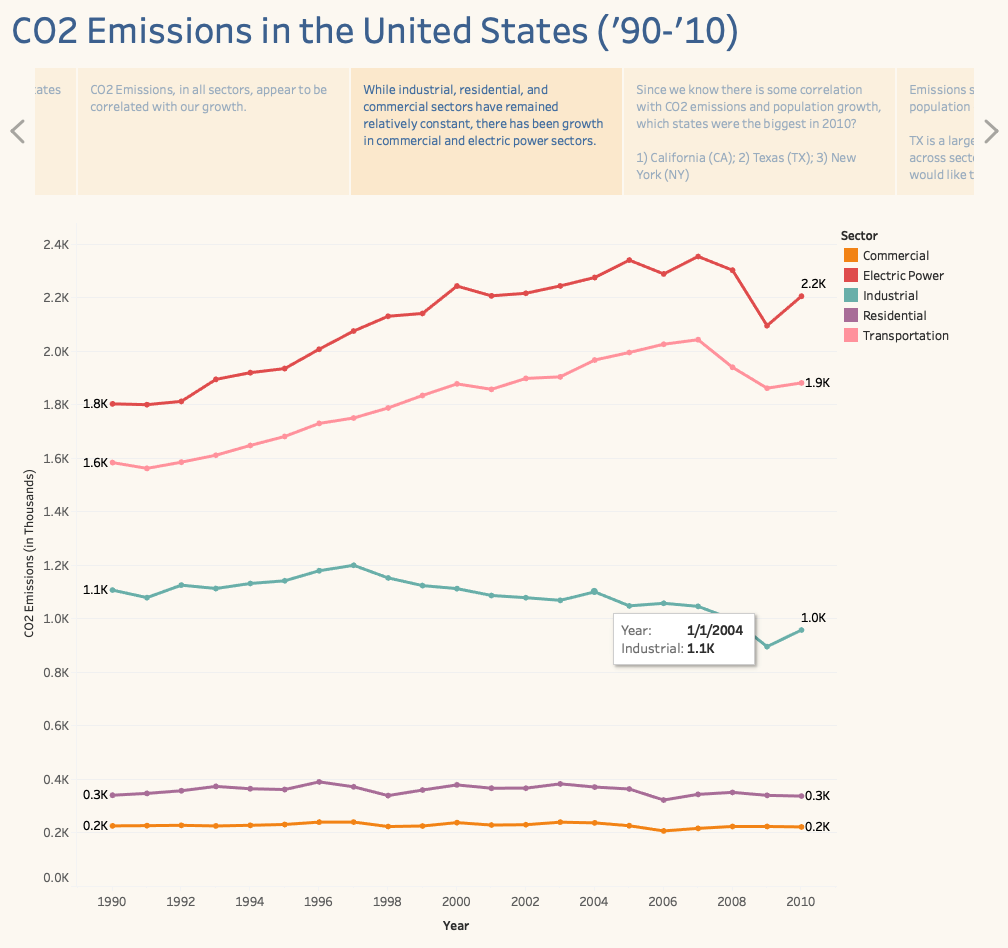 CO2 Emissions in the United States ('90-'10)
ates
CO2 Emissions, in all sectors, appear to be
correlated with our growth.
While industrial, residential, and
commercial sectors have remained
relatively constant, there has been growth
in commercial and electric power sectors.
Since we know there is some correlation
with CO2 emissions and population growth,
which states were the biggest in 2010?
1) California (CA); 2) Texas (TX); 3) New
York (NY)
Emissions s
population
TX is a large
across secto
would like t
Sector
Commercial
Electric Power
Industrial
Residential
Transportation
CO2 Emissions (in Thousands)
2.4K
2.2K
2.0K
1.8K
1.6K
1.4K
1.2K
1.0K
0.8K
0.6K
0.4K
0.2K
0.0K
1.8K
2.2K
1.6K
1.9K
1.1K
1.0K
Year: 1/1/2004
Industrial: 1.1K
0.3K
0.3K
0.2K
0.2K
1990 1992 1994 1996 1998 2000 2002 2004 2006 2008 2010
Year